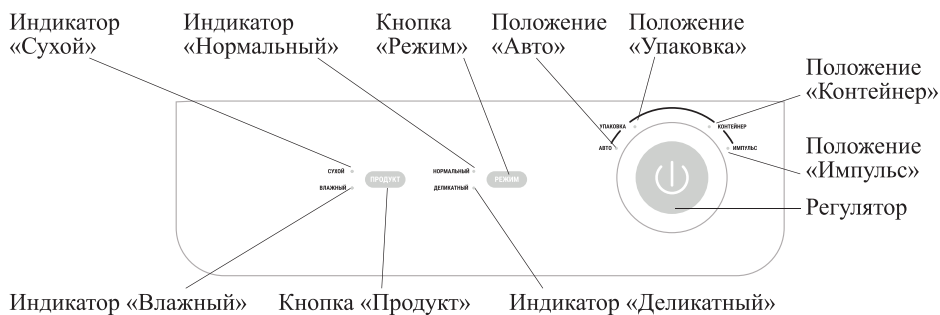 Индикатор
«Сухой»
Индикатор
«Нормальный»
Кнопка
«Режим»
Положение
«Авто»
Положение
«Упаковка»
Положение
«Контейнер»
Положение
«Импульс»
Регулятор
УПАКОВКА
КОНТЕЙНЕР
АВТО
ИМПУЛЬС
СУХОЙ
ВЛАЖНЫЙ
ПРОДУКТ
НОРМАЛЬНЫЙ
ДЕЛИКАТНЫЙ
РЕЖИМ
Индикатор «Влажный»
Кнопка «Продукт»
Индикатор «Деликатный»